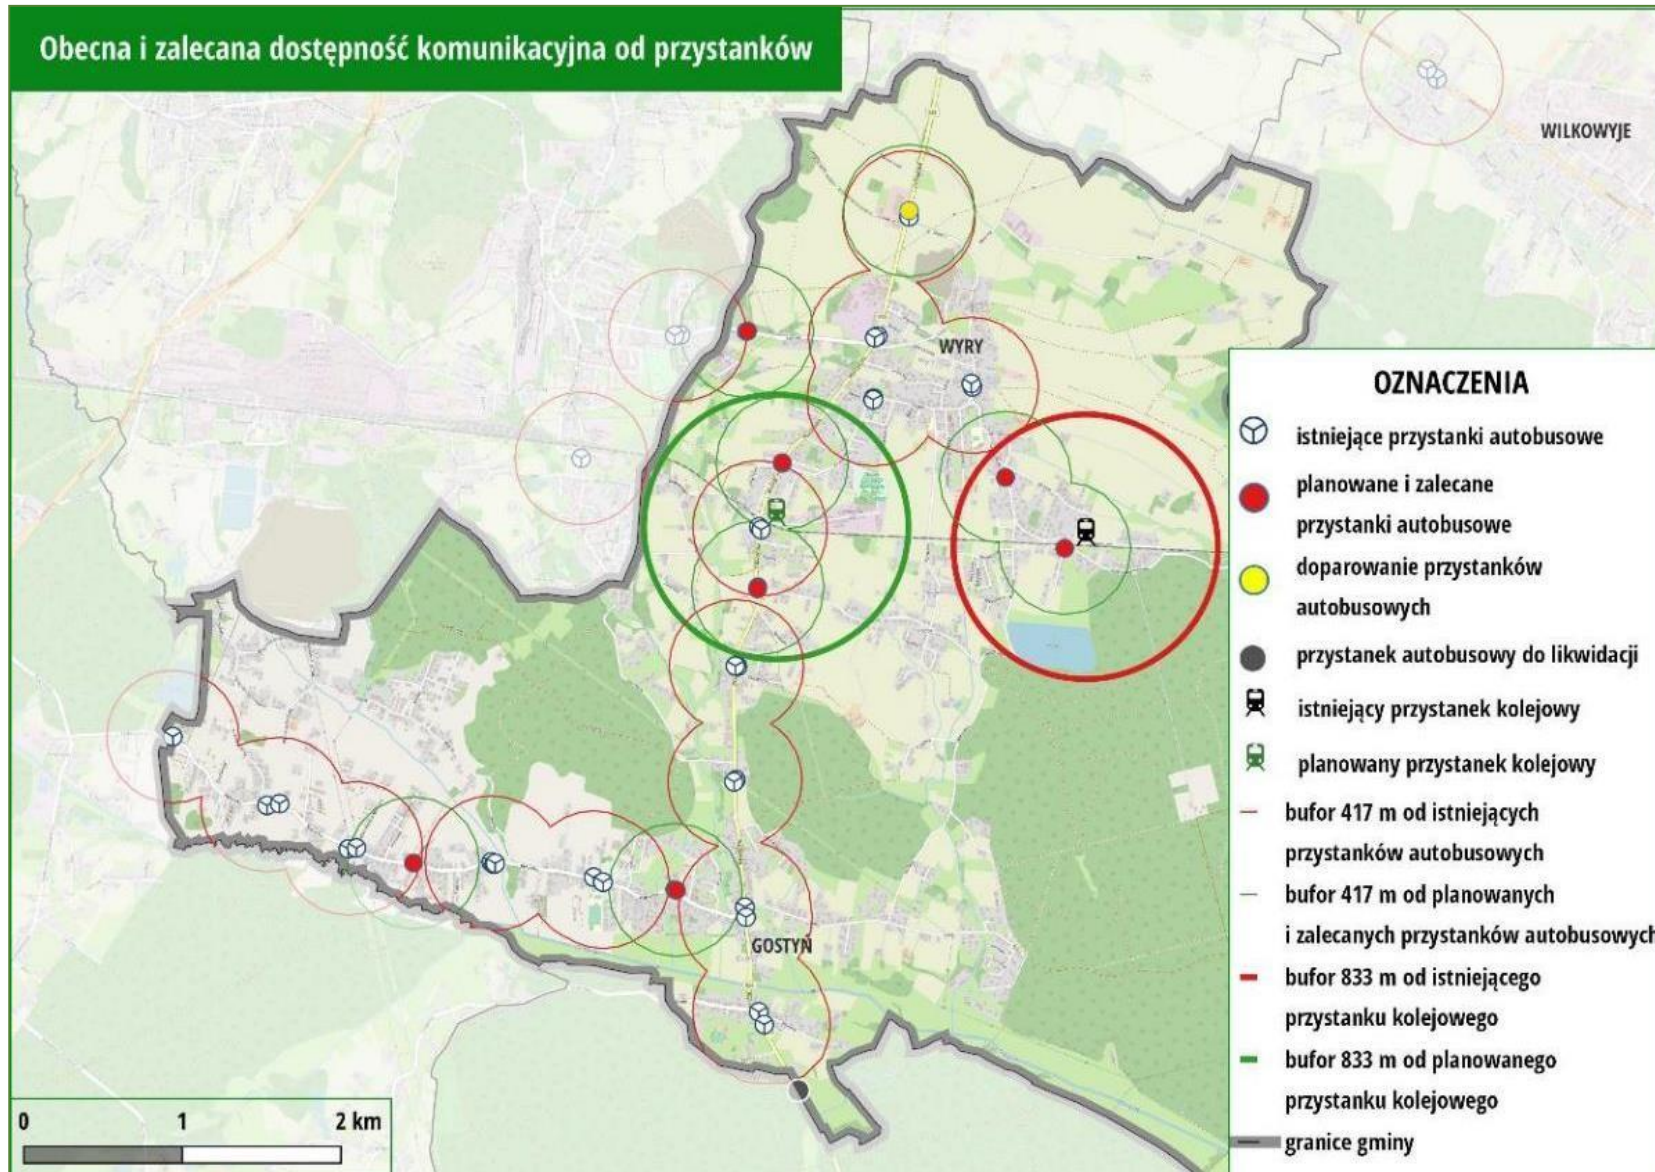 Obecna i zalecana dostępność komunikacyjna od przystanków
WILKOWYJE
WYRY
GOSTYŃ
OZNACZENIA
istniejące przystanki autobusowe
planowane i zalecane
przystanki autobusowe
doparowanie przystanków
autobusowych
przystanek autobusowy do likwidacji
istniejący przystanek kolejowy
planowany przystanek kolejowy
bufor 417 m od istniejących
przystanków autobusowych
bufor 417 m od planowanych
i zalecanych przystanków autobusowych
bufor 833 m od istniejącego
przystanku kolejowego
bufor 833 m od planowanego
przystanku kolejowego
granice gminy
0 1 2 km